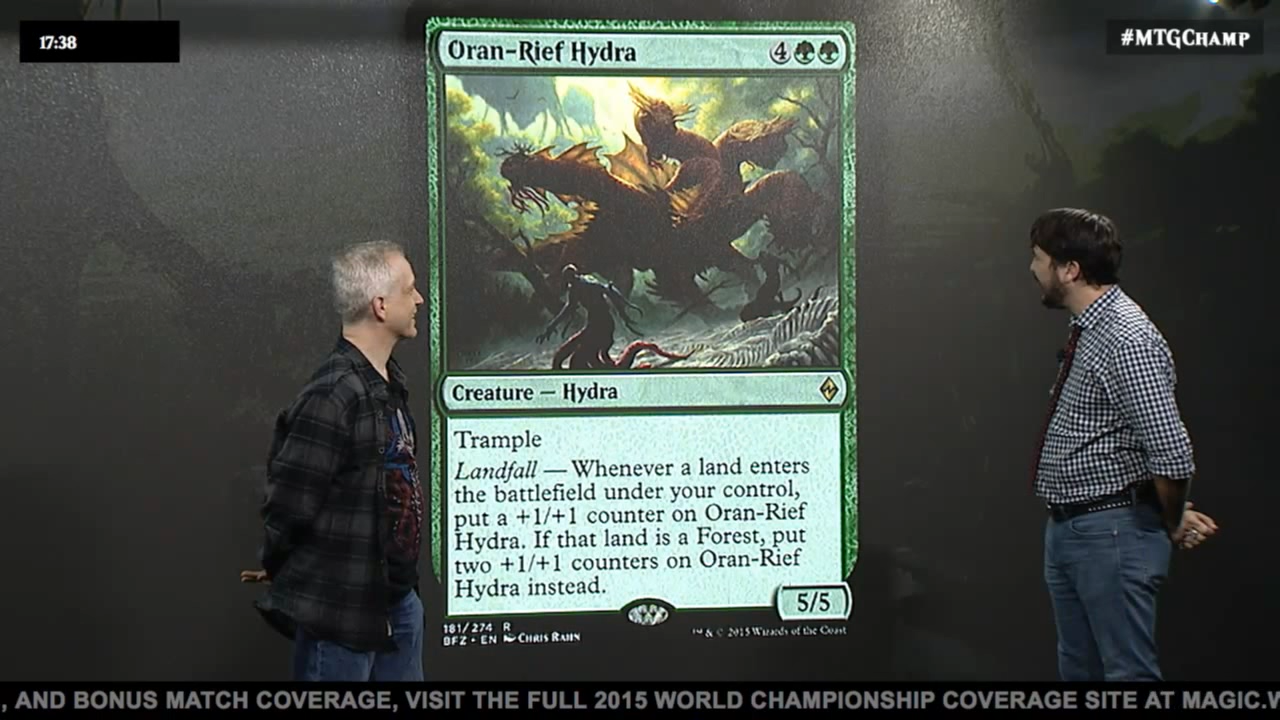 17:38
#MTGCHAMP
Oran-Rief Hydra 4
Creature — Hydra
Trample
Landfall — Whenever a land enters
the battlefield under your control,
put a +1/+1 counter on Oran-Rief
Hydra. If that land is a Forest, put
two +1/+1 counters on Oran-Rief
Hydra instead.
5/5
181/274 R
BFZ • EN CHRIS RAHN
™ & © 2015 Wizards of the Coast
, AND BONUS MATCH COVERAGE, VISIT THE FULL 2015 WORLD CHAMPIONSHIP COVERAGE SITE AT MAGIC.W